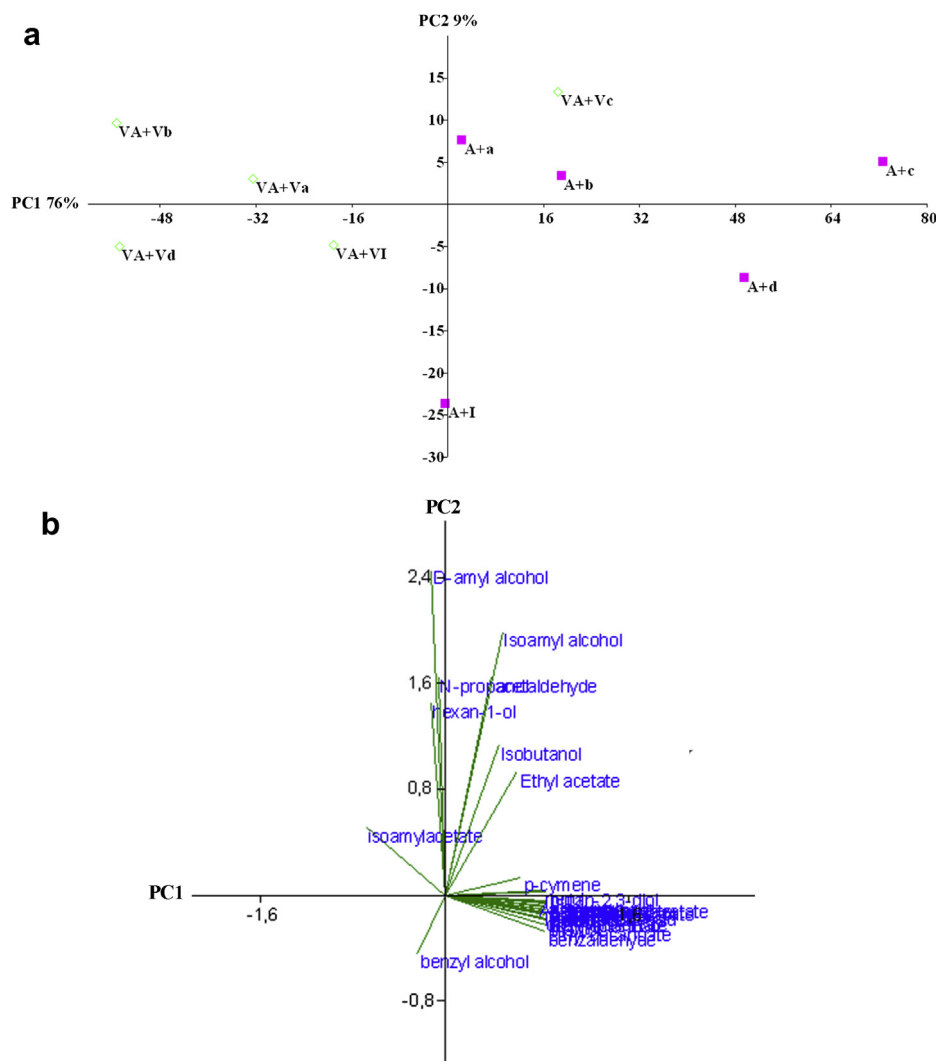 a
PC2 9%
15
VA+Vc
10
VA+Vb
A+a
5
A+c
VA+Va
A+b
PC1 76%
-48
-32
-16
16
32
48
64
80
VA+Vd
VA+VI
-5
A+d
-10
-15
-20
A+I
-25
-30
b
PC2
2,4
D-amyl alcohol
Isoamyl alcohol
1,6
N-propanol
acetaldehyde
hexan-1-ol
Isobutanol
0,8
Ethyl acetate
isoamylacetate
p-cymene
PC1
-1,6
benzaldehyde
benzyl alcohol
-0,8